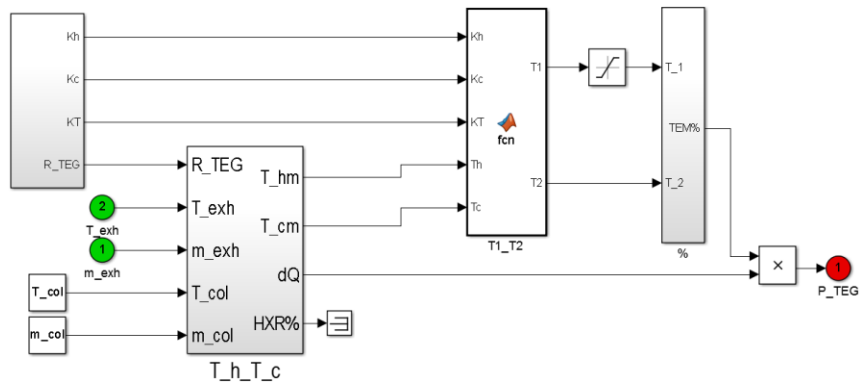 Kh
Kc
KT
R_TEG
2
T_exh
1
m_exh
T_col
m_col
R_TEG
T_exh
m_exh
T_col
m_col
T_hm
T_cm
dQ
HXR%
T_h_T_c
Kh
Kc
KT
Th
Tc
fcn
T1
T2
T1_T2
T_1
T_2
TEM%
%
×
1
P_TEG